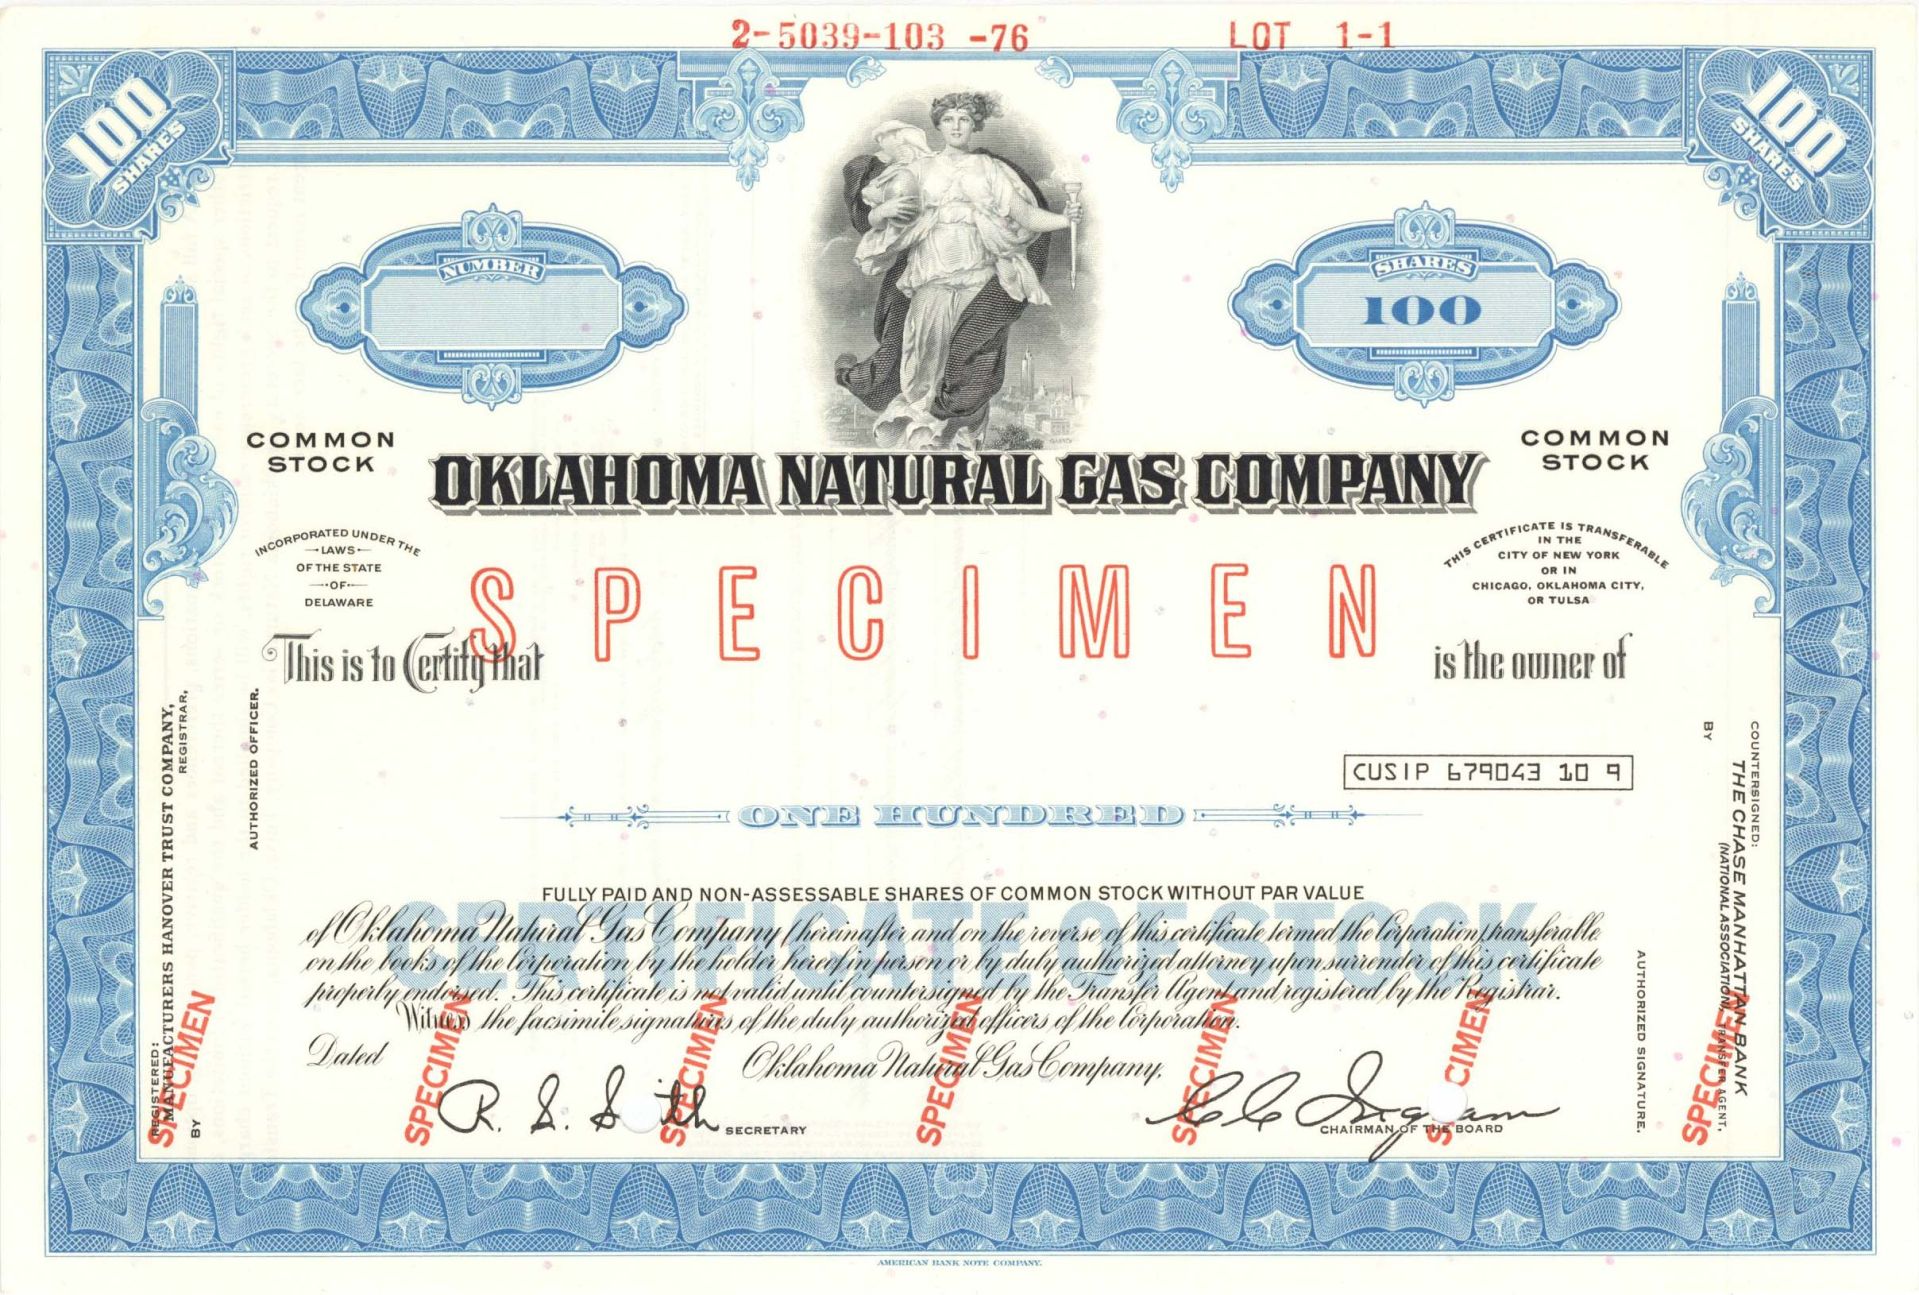 2-5039-103 -76 LOT 1-1
100
SHARES
100
SHARES
NUMBER
SHARES
100
COMMON
STOCK
COMMON
STOCK
OKLAHOMA NATURAL GAS COMPANY
INCORPORATED UNDER THE
LAWS
OF THE STATE
OF
DELAWARE
THIS CERTIFICATE IS TRANSFERABLE
IN THE
CITY OF NEW YORK
OR IN
CHICAGO, OKLAHOMA CITY,
OR TULSA
SPECIMEN
This is to Certify that
is the owner of
CUSIP 679043 10 9
ONE HUNDRED
FULLY PAID AND NON-ASSESSABLE SHARES OF COMMON STOCK WITHOUT PAR VALUE
CERTIFICATE OF STOCK
of Oklahoma Natural Gas Company (hereinafter and on the reverse of this certificate termed the Corporation), transferable
on the books of the Corporation by the holder hereof in person or by duly authorized attorney upon surrender of this certificate
properly endorsed. This certificate is not valid until countersigned by the Transfer Agent and registered by the Registrar.
Witness the facsimile signatures of the duly authorized officers of the Corporation.
Dated
Oklahoma Natural Gas Company,
R. S. Smith
SECRETARY
C C Ingram
CHAIRMAN OF THE BOARD
REGISTERED:
MANUFACTURERS HANOVER TRUST COMPANY,
REGISTRAR,
BY
AUTHORIZED OFFICER.
COUNTERSIGNED:
THE CHASE MANHATTAN BANK
(NATIONAL ASSOCIATION), TRANSFER AGENT,
BY
AUTHORIZED SIGNATURE.
SPECIMEN
SPECIMEN
SPECIMEN
SPECIMEN
SPECIMEN
SPECIMEN
SPECIMEN
AMERICAN BANK NOTE COMPANY.